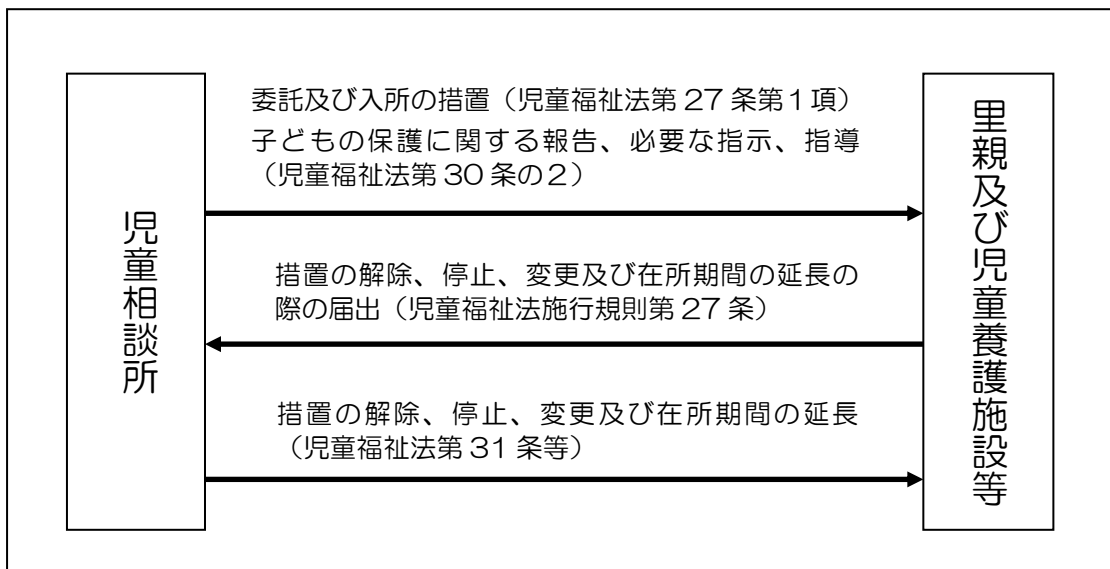 児童相談所
委託及び入所の措置（児童福祉法第27条第1項）
子どもの保護に関する報告、必要な指示、指導
（児童福祉法第30条の2）
措置の解除、停止、変更及び在所期間の延長の
際の届出（児童福祉法施行規則第27条）
措置の解除、停止、変更及び在所期間の延長
（児童福祉法第31条等）
里親及び児童養護施設等